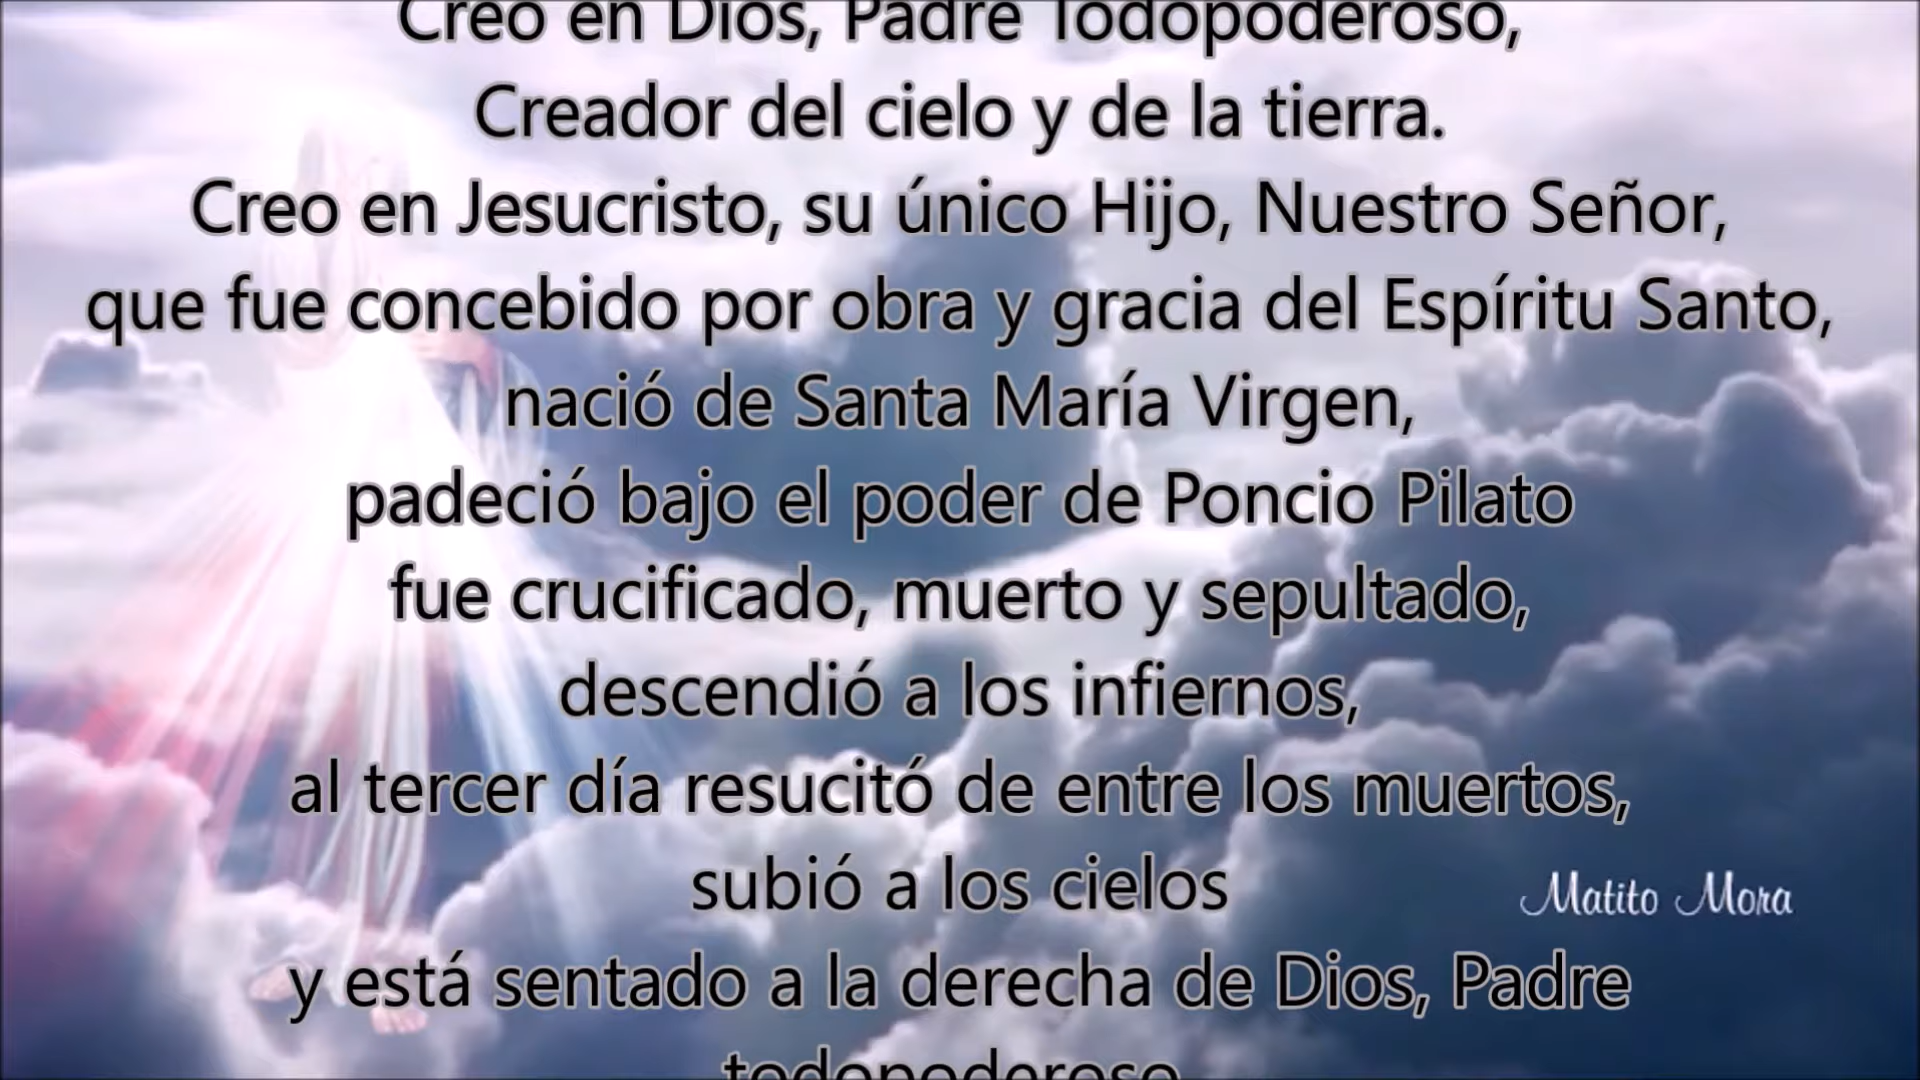 Creo en Dios, Padre Todopoderoso,
Creador del cielo y de la tierra.
Creo en Jesucristo, su único Hijo, Nuestro Señor,
que fue concebido por obra y gracia del Espíritu Santo,
nació de Santa María Virgen,
padeció bajo el poder de Poncio Pilato
fue crucificado, muerto y sepultado,
descendió a los infiernos,
al tercer día resucitó de entre los muertos,
subió a los cielos
Matito Mora
y está sentado a la derecha de Dios, Padre
todopoderoso